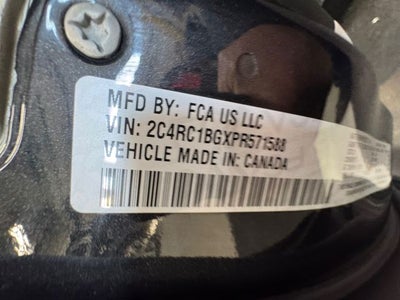 MFD BY: FCA US LLC
VIN: 2C4RC1BGXPR571588
VEHICLE MADE IN: CANADA